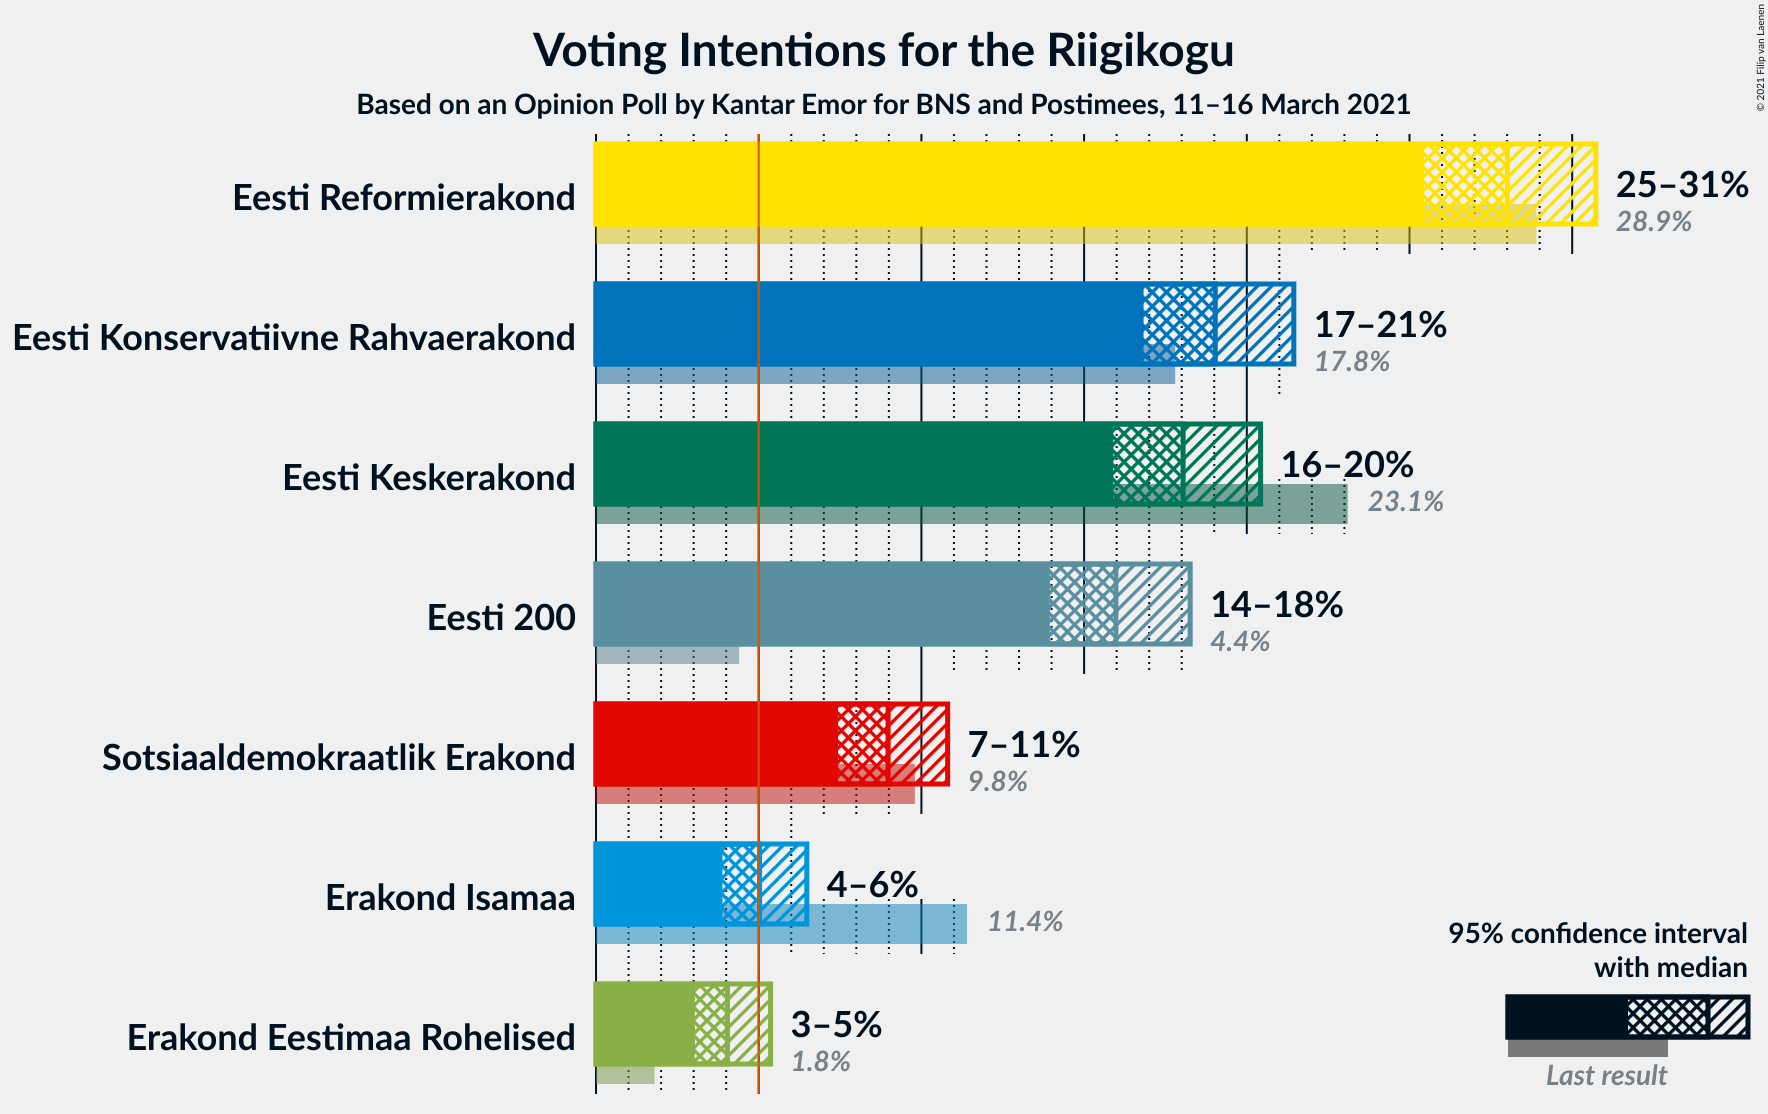 Voting Intentions for the Riigikogu
Based on an Opinion Poll by Kantar Emor for BNS and Postimees, 11–16 March 2021
© 2021 Filip van Laenen
Eesti Reformierakond
25–31%
28.9%
Eesti Konservatiivne Rahvaerakond
17–21%
17.8%
Eesti Keskerakond
16–20%
23.1%
Eesti 200
14–18%
4.4%
Sotsiaaldemokraatlik Erakond
7–11%
9.8%
Erakond Isamaa
4–6%
11.4%
Erakond Eestimaa Rohelised
3–5%
1.8%
95% confidence interval
with median
Last result